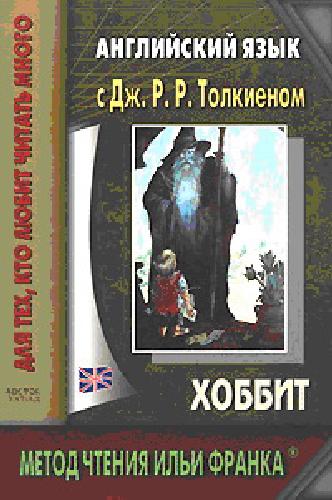 АНГЛИЙСКИЙ ЯЗЫК
с Дж. Р. Р. Толкиеном
ДЛЯ ТЕХ, КТО ЛЮБИТ ЧИТАТЬ МНОГО
ХОББИТ
МЕТОД ЧТЕНИЯ ИЛЬИ ФРАНКА®